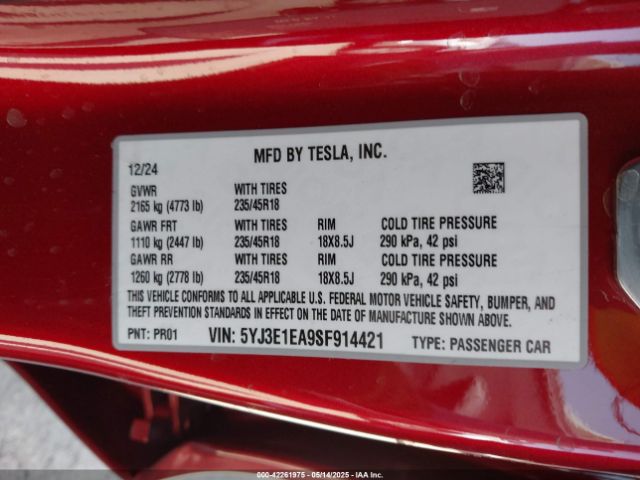 MFD BY TESLA, INC.
12/24
GVWR WITH TIRES
2165 kg (4773 lb) 235/45R18
GAWR FRT WITH TIRES RIM COLD TIRE PRESSURE
1110 kg (2447 lb) 235/45R18 18X8.5J 290 kPa, 42 psi
GAWR RR WITH TIRES RIM COLD TIRE PRESSURE
1260 kg (2778 lb) 235/45R18 18X8.5J 290 kPa, 42 psi
THIS VEHICLE CONFORMS TO ALL APPLICABLE U.S. FEDERAL MOTOR VEHICLE SAFETY, BUMPER, AND
THEFT PREVENTION STANDARDS IN EFFECT ON THE DATE OF MANUFACTURE SHOWN ABOVE.
PNT: PR01 VIN: 5YJ3E1EA9SF914421 TYPE: PASSENGER CAR
000-42261975 - 05/14/2025 - IAAI, Inc.